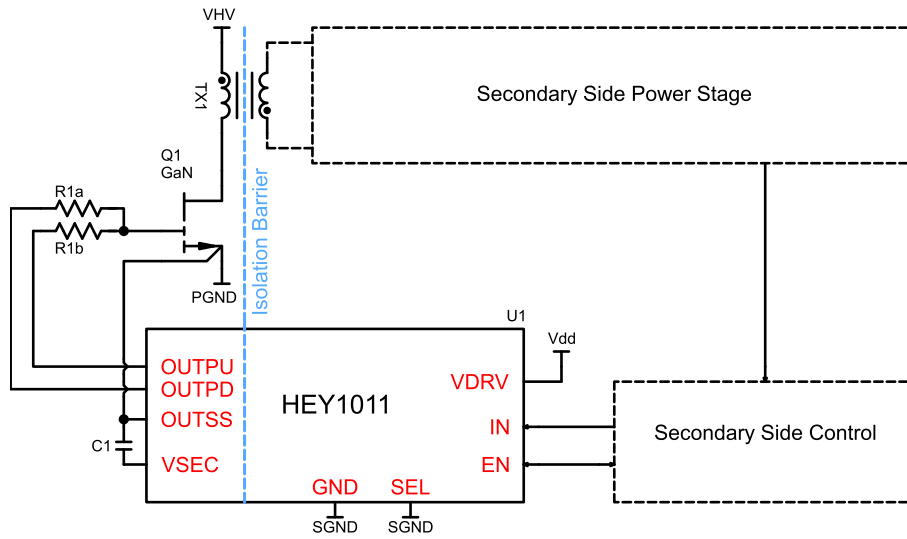 VHV
TX1
Secondary Side Power Stage
Q1
GaN
R1a
R1b
Isolation Barrier
PGND
U1
Vdd
OUTPU
OUTPD
OUTSS
VSEC
C1
HEY1011
VDRV
IN
EN
GND
SEL
SGND
SGND
Secondary Side Control